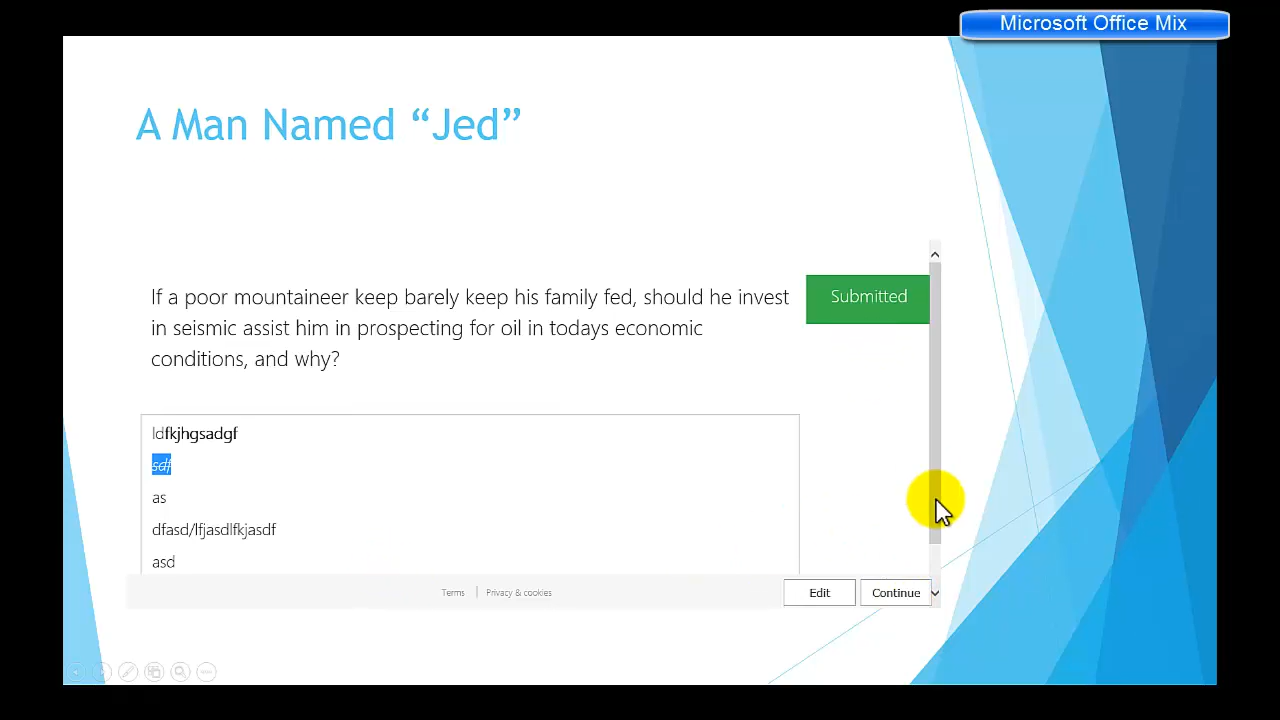 Microsoft Office Mix
A Man Named “Jed”
If a poor mountaineer keep barely keep his family fed, should he invest
in seismic assist him in prospecting for oil in todays economic
conditions, and why?
Submitted
ldfkjhgsadgf
sdf
as
dfasd/lfjasdlfkjasdf
asd
Terms | Privacy & cookies
Edit
Continue